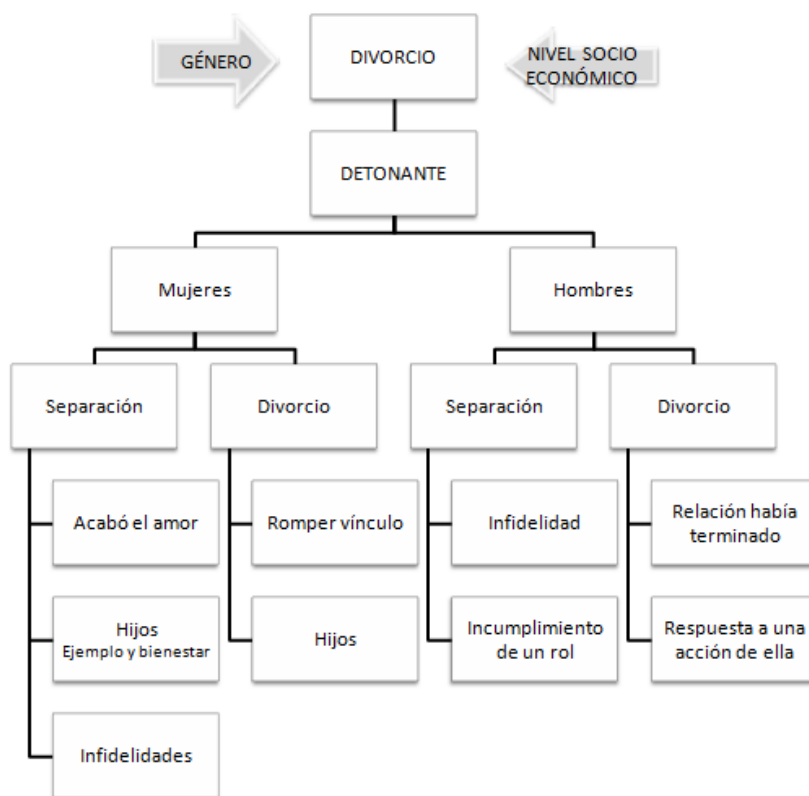 GÉNERO
DIVORCIO
NIVEL SOCIO
ECONÓMICO
DETONANTE
Mujeres
Hombres
Separación
Divorcio
Separación
Divorcio
Acabó el amor
Romper vínculo
Infidelidad
Relación había
terminado
Hijos
Ejemplo y bienestar
Hijos
Incumplimiento
de un rol
Respuesta a una
acción de ella
Infidelidades